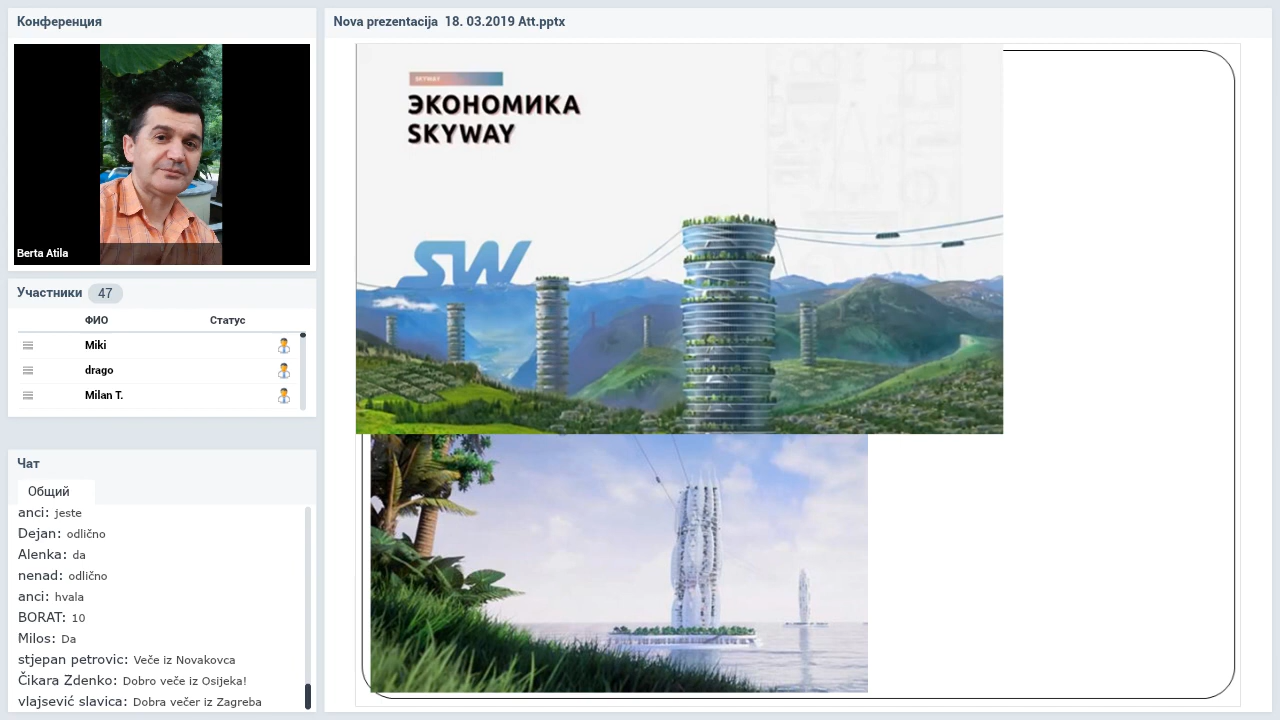 Конференция
Berta Atila
Участники 47
ФИО Статус
Miki
drago
Milan T.
Чат
Общий
anci: jeste
Dejan: odlično
Alenka: da
nenad: odlično
anci: hvala
BORAT: 10
Milos: Da
stjepan petrovic: Veče iz Novakovca
Čikara Zdenko: Dobro veče iz Osijeka!
vlajsević slavica: Dobra večer iz Zagreba
Nova prezentacija 18. 03.2019 Att.pptx
SKYWAY
ЭКОНОМИКА
SKYWAY
SW